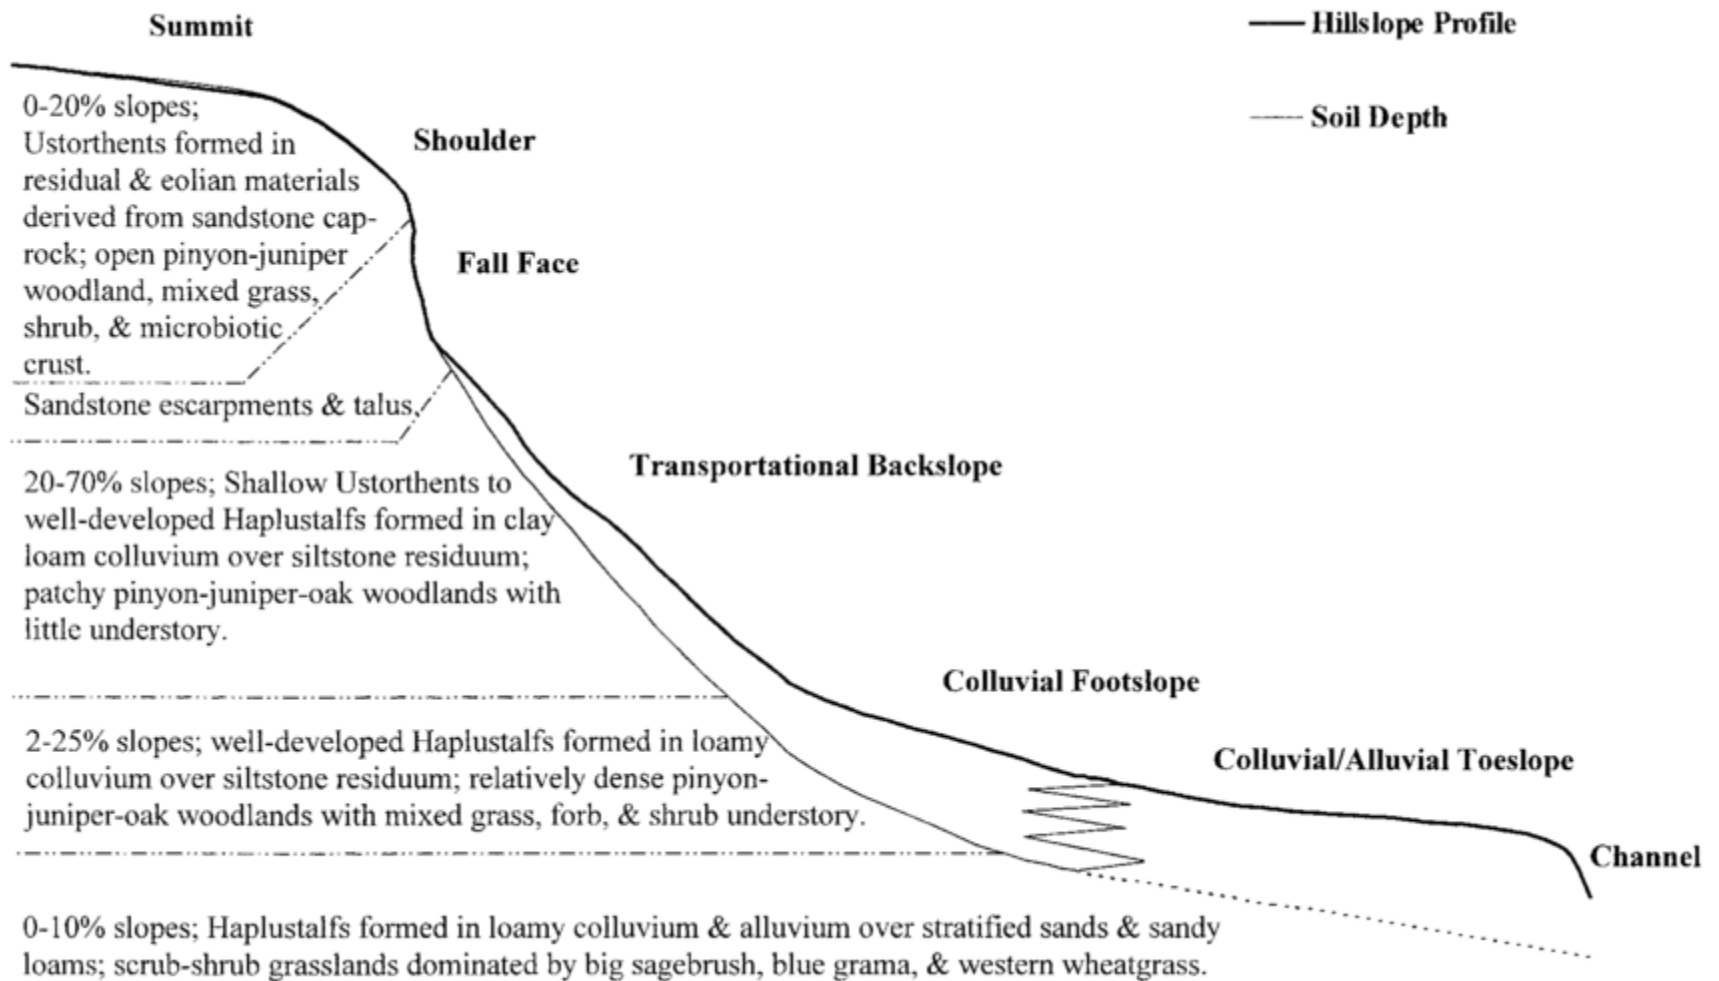 Summit
Hillslope Profile
Soil Depth
0-20% slopes;
Ustorthents formed in
residual & eolian materials
derived from sandstone cap-
rock; open pinyon-juniper
woodland, mixed grass,
shrub, & microbiotic
crust.
Shoulder
Fall Face
Sandstone escarpments & talus.
Transportational Backslope
20-70% slopes; Shallow Ustorthents to
well-developed Haplustalfs formed in clay
loam colluvium over siltstone residuum;
patchy pinyon-juniper-oak woodlands with
little understory.
Colluvial Footslope
2-25% slopes; well-developed Haplustalfs formed in loamy
colluvium over siltstone residuum; relatively dense pinyon-
juniper-oak woodlands with mixed grass, forb, & shrub understory.
Colluvial/Alluvial Toeslope
Channel
0-10% slopes; Haplustalfs formed in loamy colluvium & alluvium over stratified sands & sandy
loams; scrub-shrub grasslands dominated by big sagebrush, blue grama, & western wheatgrass.